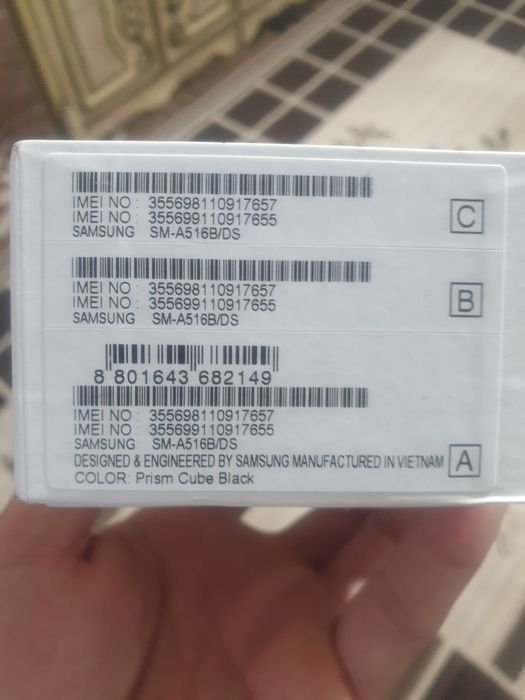 IMEI NO : 355698110917657
IMEI NO : 355699110917655
SAMSUNG SM-A516B/DS
C
IMEI NO : 355698110917657
IMEI NO : 355699110917655
SAMSUNG SM-A516B/DS
B
8 801643 682149
IMEI NO : 355698110917657
IMEI NO : 355699110917655
SAMSUNG SM-A516B/DS
DESIGNED & ENGINEERED BY SAMSUNG MANUFACTURED IN VIETNAM
COLOR: Prism Cube Black
A